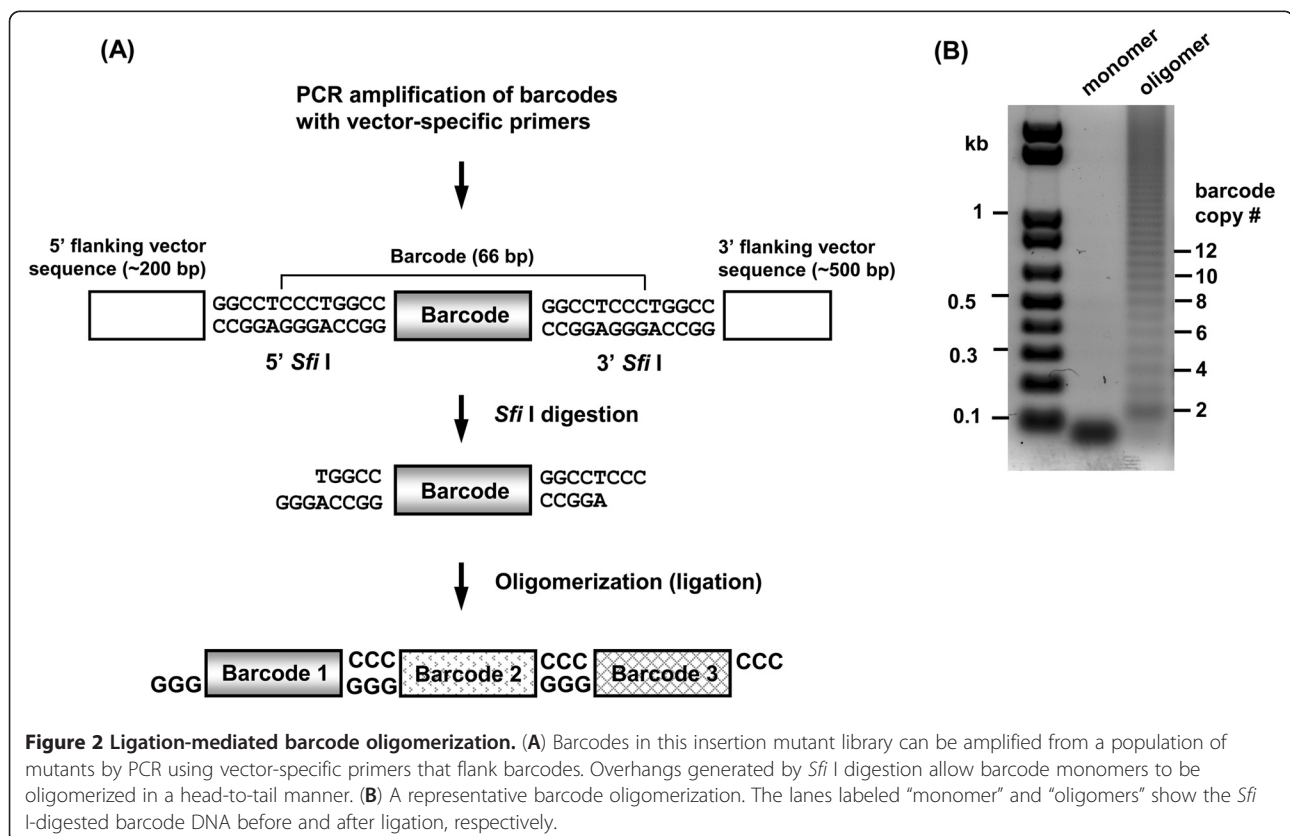 (A)
PCR amplification of barcodes
with vector-specific primers
5’ flanking vector
sequence (~200 bp)
Barcode (66 bp)
3’ flanking vector
sequence (~500 bp)
GGCCTCCCTGGCC
CCGGAGGGACCGG
Barcode
GGCCTCCCTGGCC
CCGGAGGGACCGG
5’ Sfi I
3’ Sfi I
Sfi I digestion
TGGCC
GGGACCGG
Barcode
GGCCTCCC
CCGGA
Oligomerization (ligation)
GGG
Barcode 1
CCC
GGG
Barcode 2
CCC
GGG
Barcode 3
CCC
(B)
monomer
oligomer
kb
1
0.5
0.3
0.1
barcode
copy #
12
10
8
6
4
2
Figure 2 Ligation-mediated barcode oligomerization. (A) Barcodes in this insertion mutant library can be amplified from a population of
mutants by PCR using vector-specific primers that flank barcodes. Overhangs generated by Sfi I digestion allow barcode monomers to be
oligomerized in a head-to-tail manner. (B) A representative barcode oligomerization. The lanes labeled “monomer” and “oligomers” show the Sfi
I-digested barcode DNA before and after ligation, respectively.